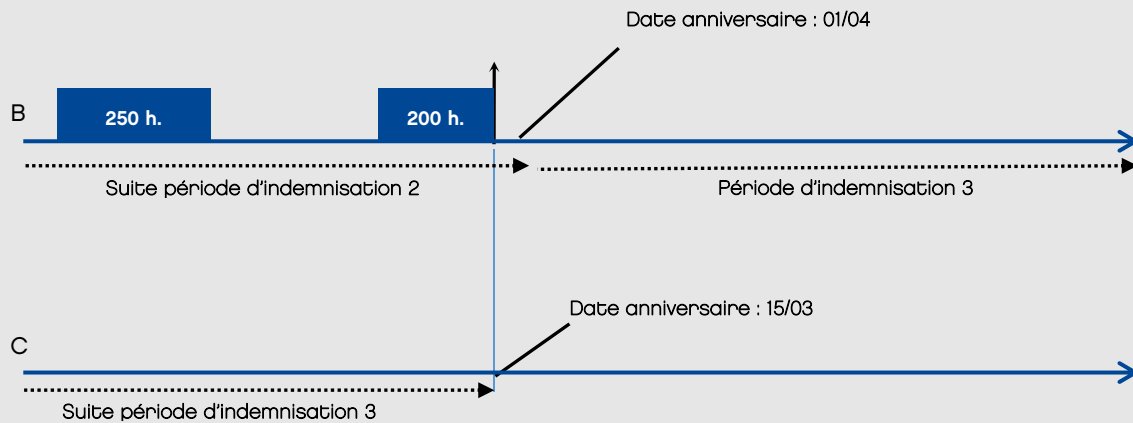 Date anniversaire : 01/04
B
250 h.
200 h.
Suite période d'indemnisation 2
Période d'indemnisation 3
Date anniversaire : 15/03
C
Suite période d'indemnisation 3